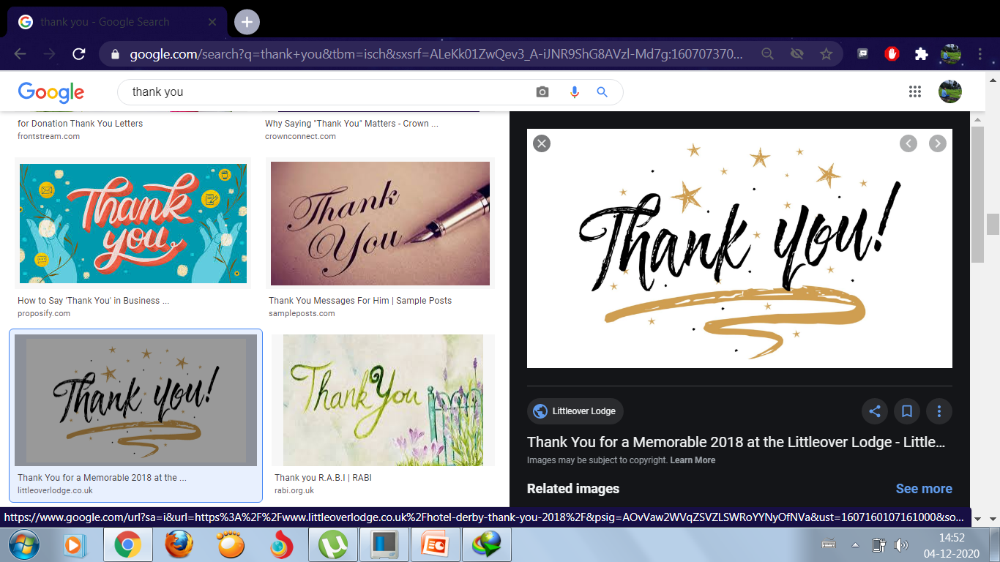 thank you - Google Search
google.com/search?q=thank+you&tbm=isch&sxsrf=ALeKk01ZwQev3_A-iJNR9ShG8AVzl-Md7g:160707370...
Google
thank you
for Donation Thank You Letters
frontstream.com
Why Saying "Thank You" Matters - Crown ...
crownconnect.com
Thank
you.
How to Say 'Thank You' in Business ...
proposify.com
Thank
You
Thank You Messages For Him | Sample Posts
sampleposts.com
Thank you!
Thank You for a Memorable 2018 at the ...
littleoverlodge.co.uk
Thank You
Thank you R.A.B.I | RABI
rabi.org.uk
Thank you!
Littleover Lodge
Thank You for a Memorable 2018 at the Littleover Lodge - Little...
Images may be subject to copyright. Learn More
Related images
See more
https://www.google.com/url?sa=i&url=https%3A%2F%2Fwww.littleoverlodge.co.uk%2Fhotel-derby-thank-you-2018%2F&psig=AOvVaw2WVqZSVZLSWRoYYNyOfNVa&ust=1607160107161000&so...
14:52
04-12-2020